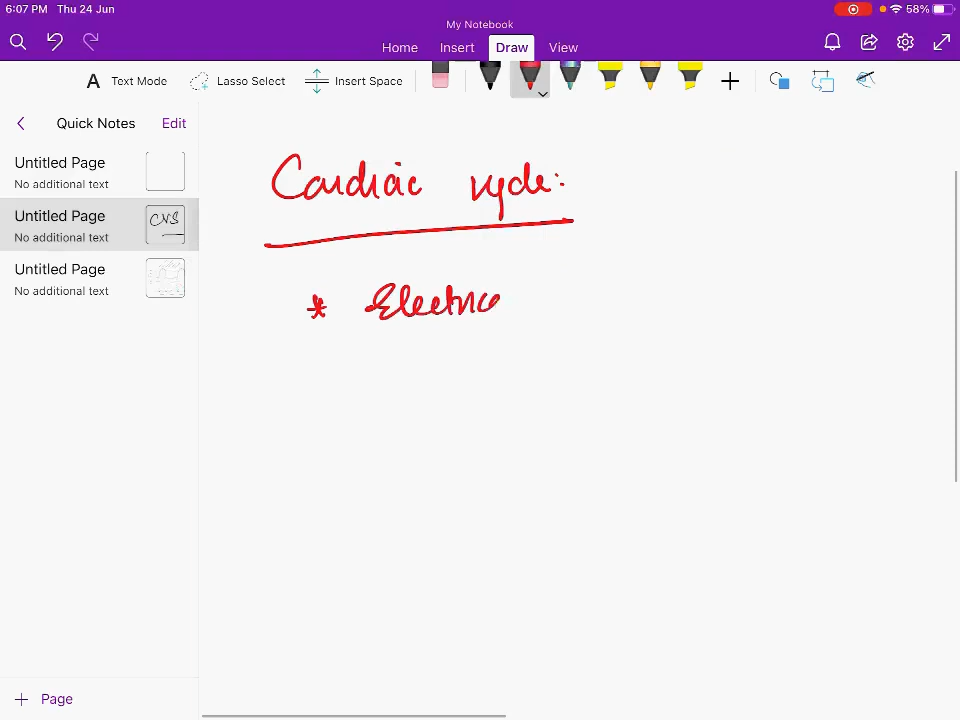 6:07 PM Thu 24 Jun 58%
My Notebook
Home Insert Draw View
Text Mode Lasso Select Insert Space
Quick Notes Edit
Untitled Page
No additional text
Untitled Page
No additional text
CNS
Untitled Page
No additional text
Page
Cardiac cycle:
* Electric